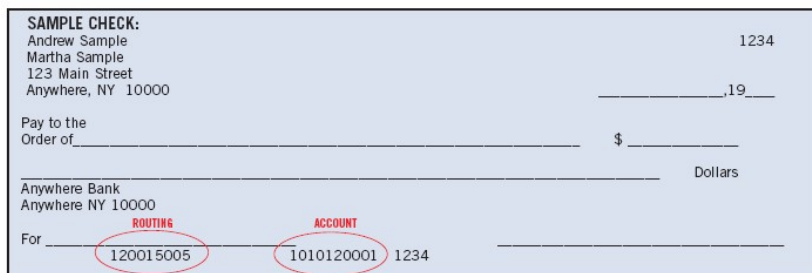 SAMPLE CHECK:
Andrew Sample 1234
Martha Sample
123 Main Street
Anywhere, NY 10000 ,19
Pay to the
Order of $
Dollars
Anywhere Bank
Anywhere NY 10000
ROUTING ACCOUNT
For
120015005 1010120001 1234